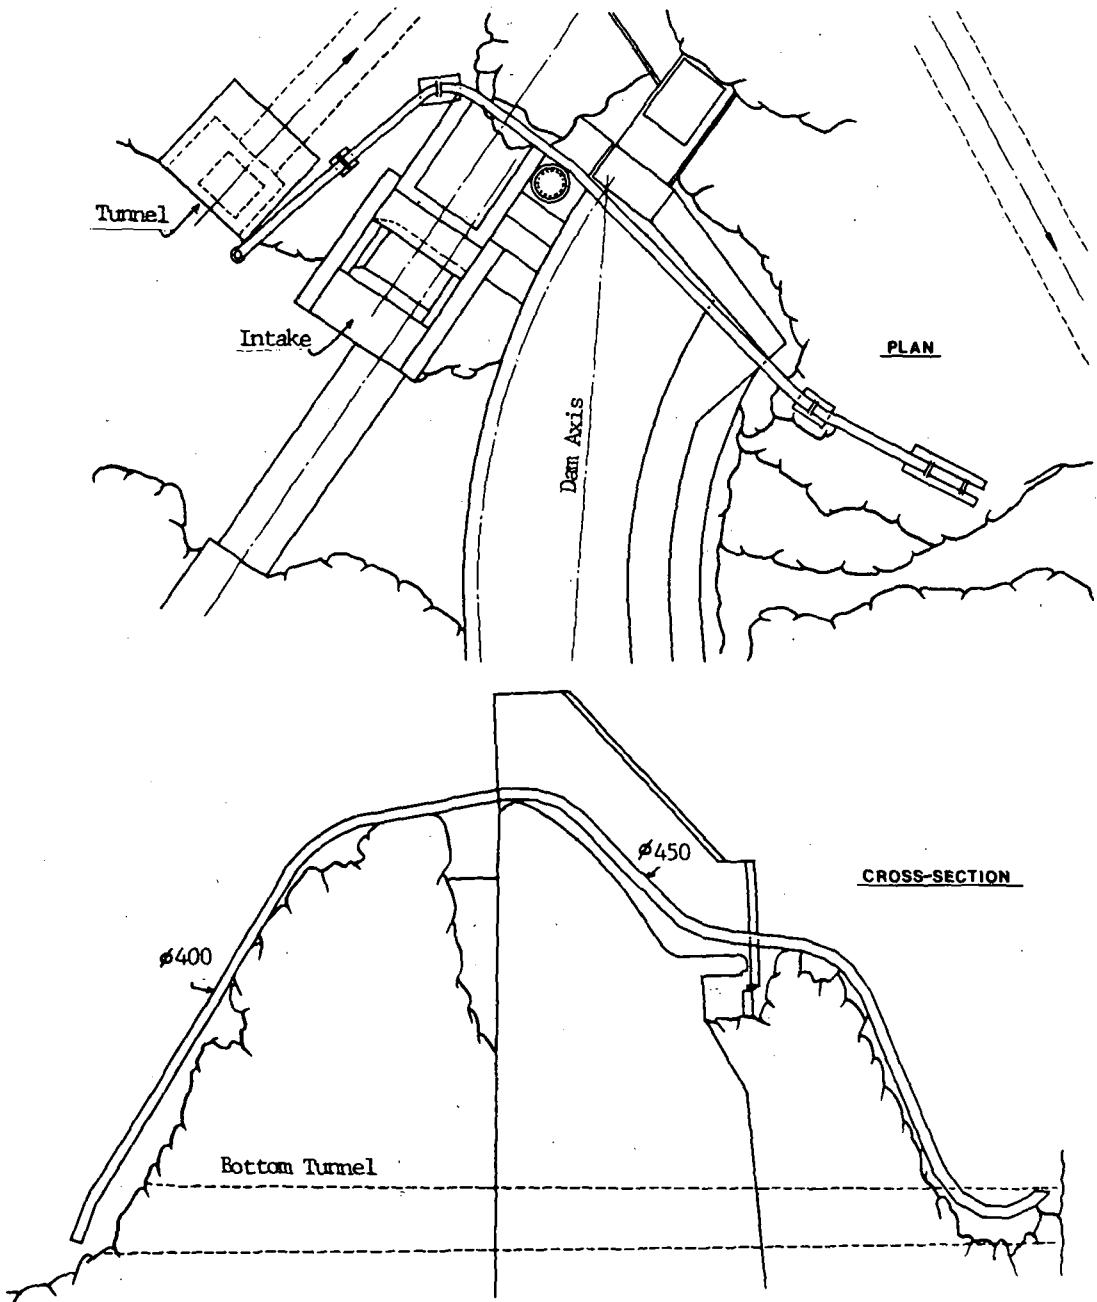 Tunnel
Intake
PLAN
Dam Axis
ø450
CROSS-SECTION
ø400
Bottom Tunnel